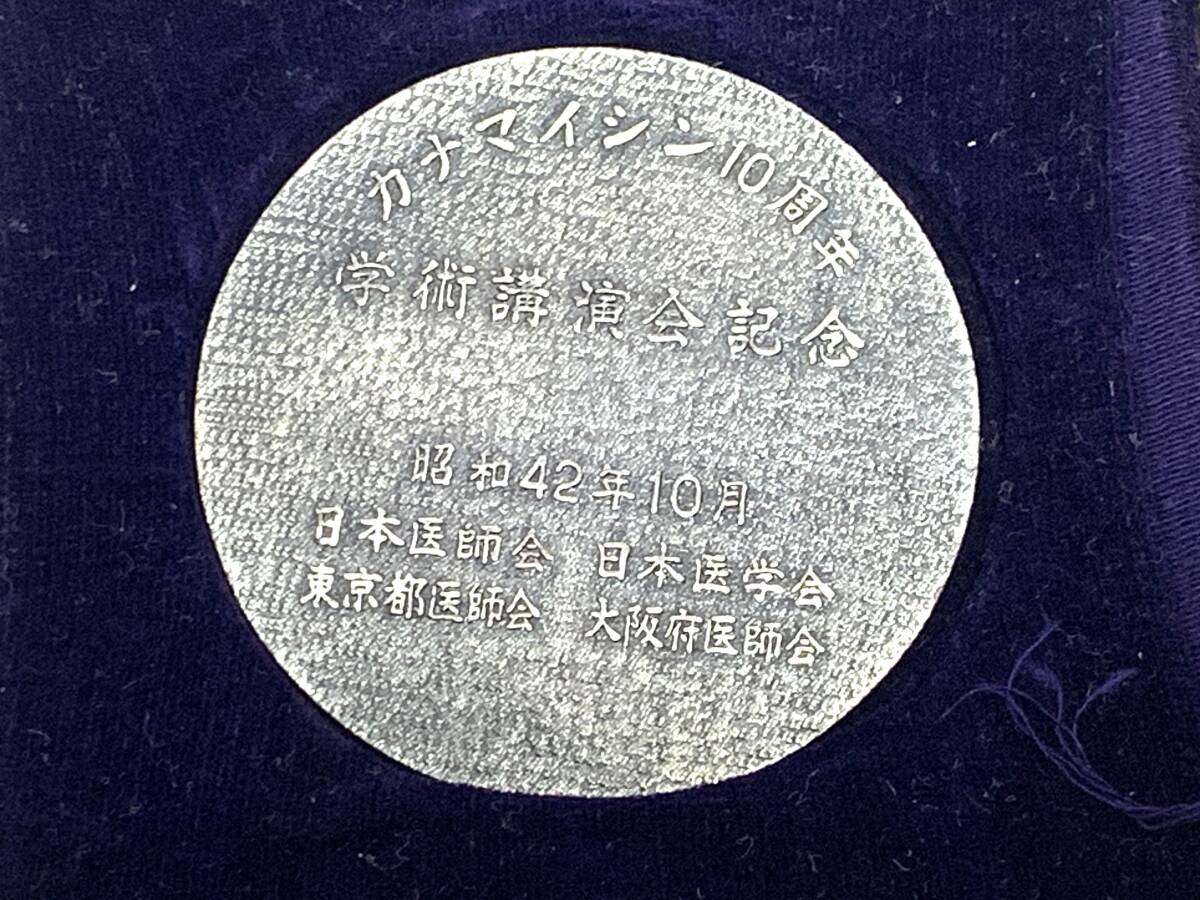 カナマイシン10周年
学術講演会記念
昭和42年10月
日本医師会 日本医学会
東京都医師会 大阪府医師会